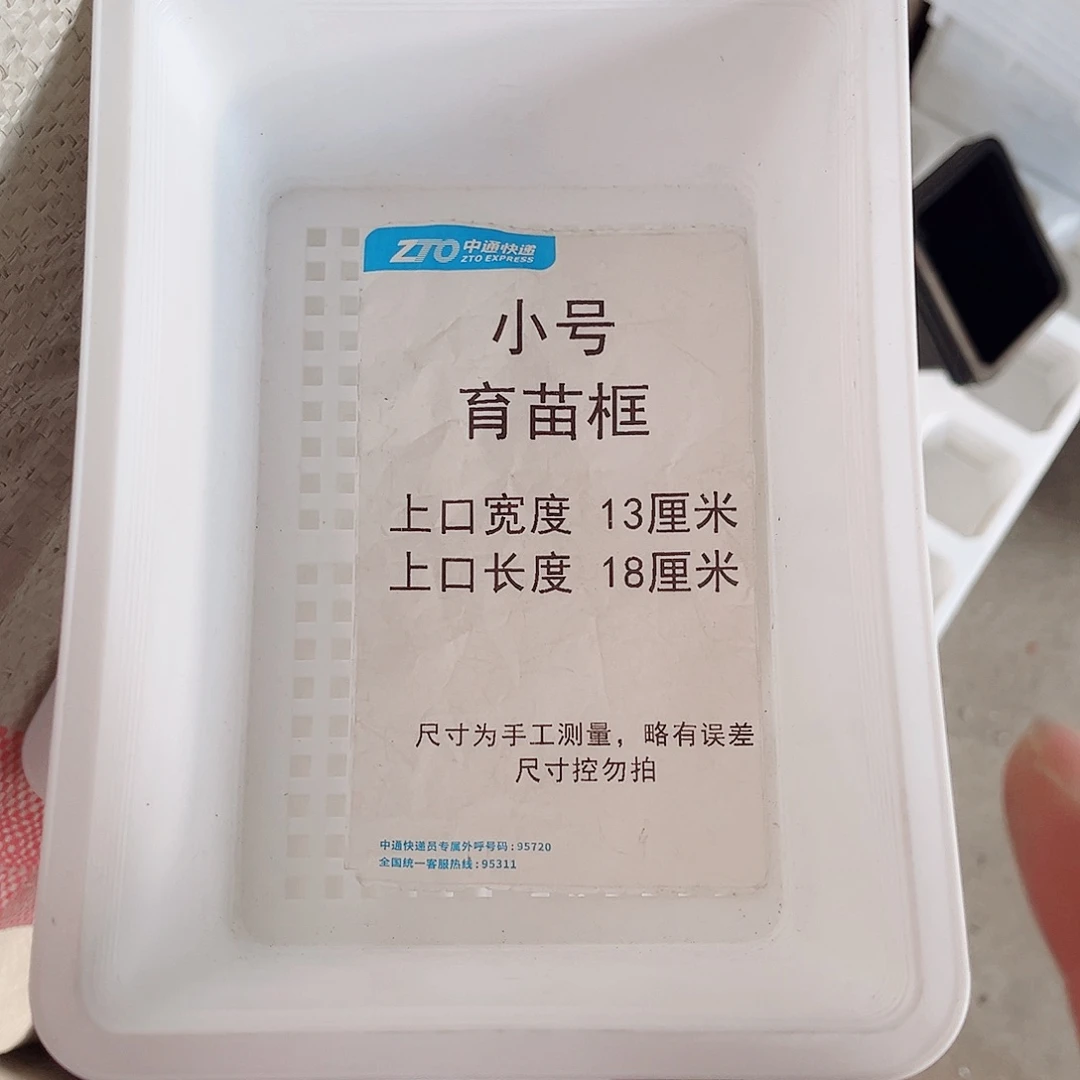 ZTO 中通快递
ZTO EXPRESS
小号
育苗框
上口宽度 13厘米
上口长度 18厘米
尺寸为手工测量，略有误差
尺寸控勿拍
中通快递员专属外呼号码：95720
全国统一客服热线：95311